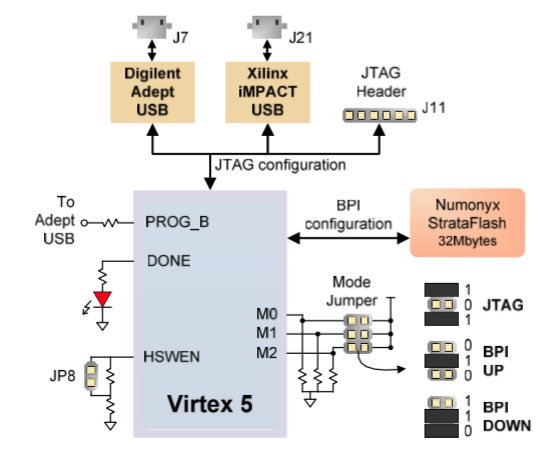 J7
J21
Digilent
Adept
USB
Xilinx
iMPACT
USB
JTAG
Header
J11
JTAG configuration
To
Adept
USB
PROG_B
BPI
configuration
Numonyx
StrataFlash
32Mbytes
DONE
Mode
Jumper
M0
M1
M2
HSWEN
JP8
Virtex 5
1
0 JTAG
1
0
1 BPI
0 UP
1
1 BPI
0 DOWN